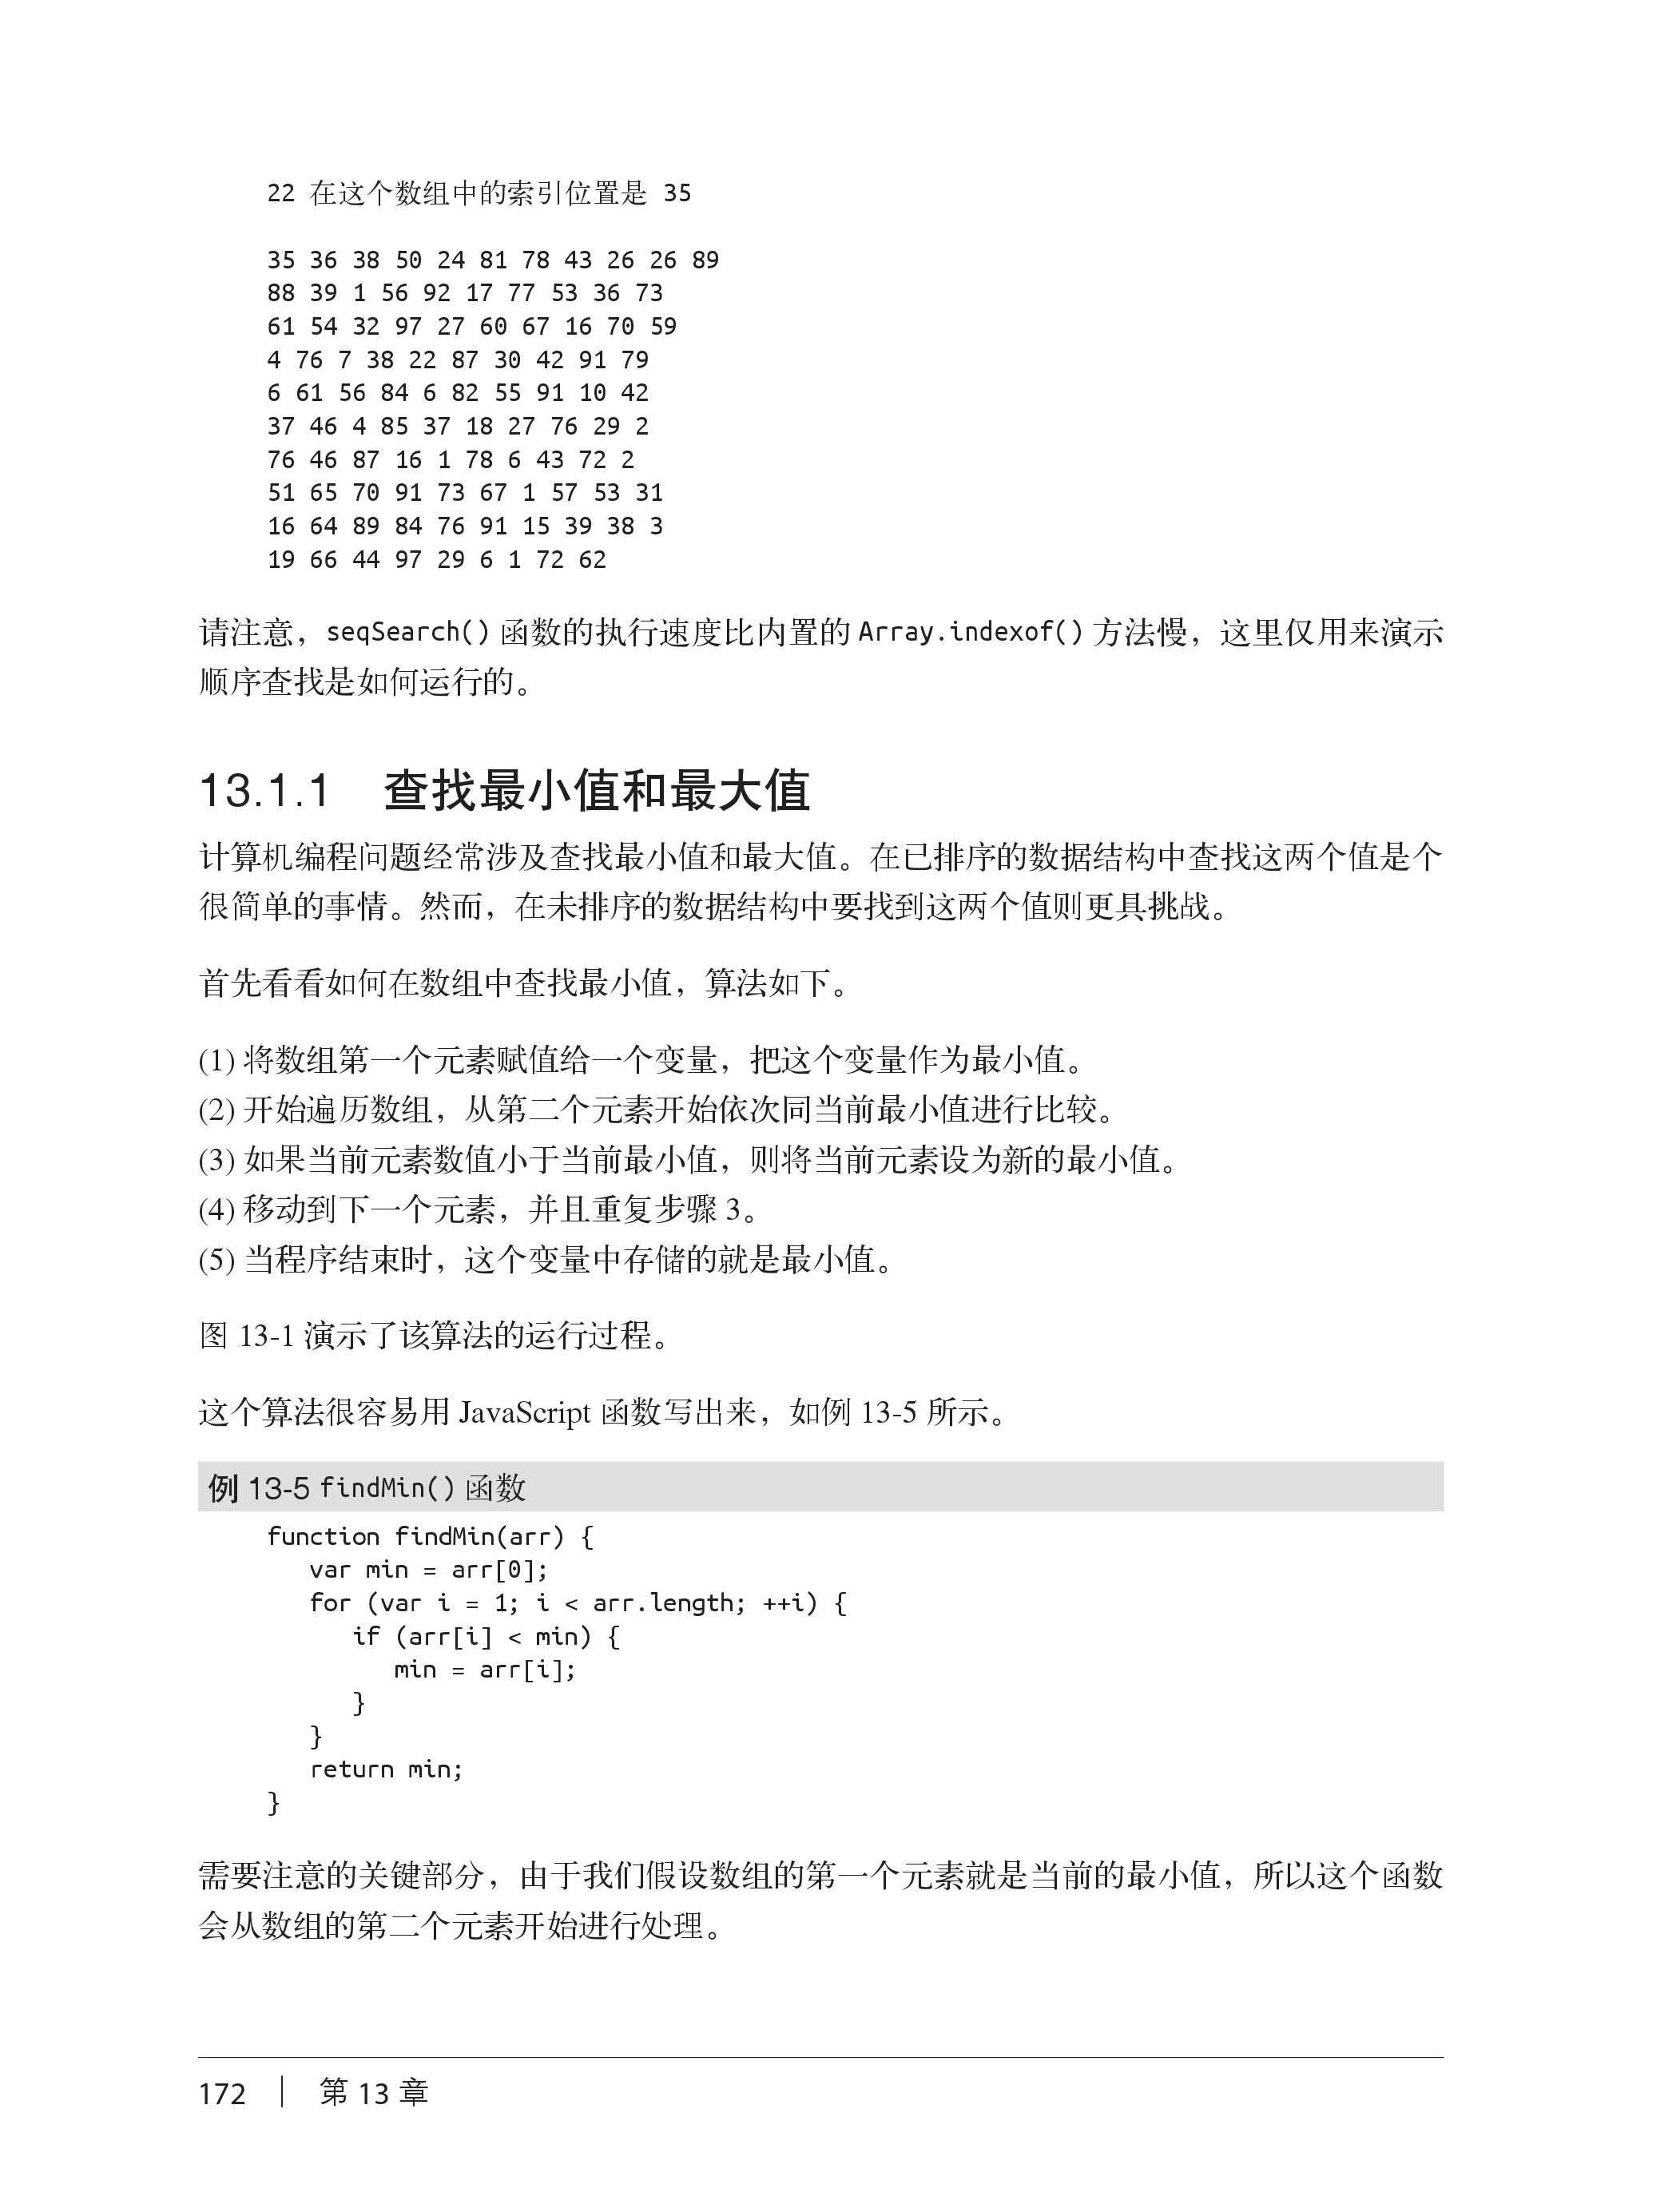 22 在这个数组中的索引位置是 35
35 36 38 50 24 81 78 43 26 26 89
88 39 1 56 92 17 77 53 36 73
61 54 32 97 27 60 67 16 70 59
4 76 7 38 22 87 30 42 91 79
6 61 56 84 6 82 55 91 10 42
37 46 4 85 37 18 27 76 29 2
76 46 87 16 1 78 6 43 72 2
51 65 70 91 73 67 1 57 53 31
16 64 89 84 76 91 15 39 38 3
19 66 44 97 29 6 1 72 62
请注意，seqSearch() 函数的执行速度比内置的 Array.indexof() 方法慢，这里仅用来演示
顺序查找是如何运行的。
13.1.1 查找最小值和最大值
计算机编程问题经常涉及查找最小值和最大值。在已排序的数据结构中查找这两个值是个
很简单的事情。然而，在未排序的数据结构中要找到这两个值则更具挑战。
首先看看如何在数组中查找最小值，算法如下。
(1) 将数组第一个元素赋值给一个变量，把这个变量作为最小值。
(2) 开始遍历数组，从第二个元素开始依次同当前最小值进行比较。
(3) 如果当前元素数值小于当前最小值，则将当前元素设为新的最小值。
(4) 移动到下一个元素，并且重复步骤 3。
(5) 当程序结束时，这个变量中存储的就是最小值。
图 13-1 演示了该算法的运行过程。
这个算法很容易用 JavaScript 函数写出来，如例 13-5 所示。
例 13-5 findMin() 函数
function findMin(arr) {
   var min = arr[0];
   for (var i = 1; i < arr.length; ++i) {
      if (arr[i] < min) {
         min = arr[i];
      }
   }
   return min;
}
需要注意的关键部分，由于我们假设数组的第一个元素就是当前的最小值，所以这个函数
会从数组的第二个元素开始进行处理。
172 | 第 13 章